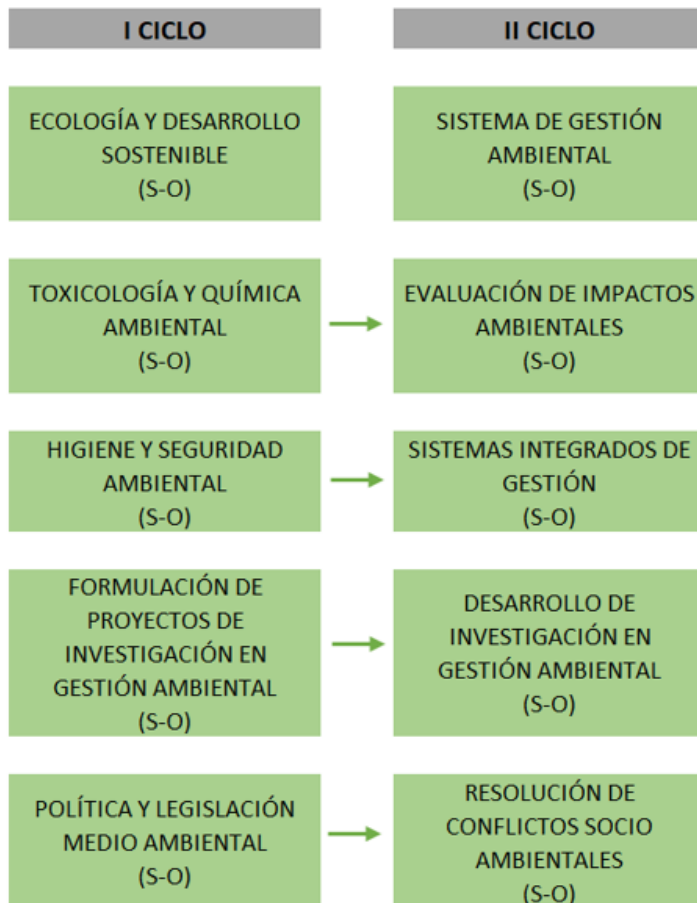 I CICLO
II CICLO
ECOLOGÍA Y DESARROLLO
SOSTENIBLE
(S-O)
SISTEMA DE GESTIÓN
AMBIENTAL
(S-O)
TOXICOLOGÍA Y QUÍMICA
AMBIENTAL
(S-O)
EVALUACIÓN DE IMPACTOS
AMBIENTALES
(S-O)
HIGIENE Y SEGURIDAD
AMBIENTAL
(S-O)
SISTEMAS INTEGRADOS DE
GESTIÓN
(S-O)
FORMULACIÓN DE
PROYECTOS DE
INVESTIGACIÓN EN
GESTIÓN AMBIENTAL
(S-O)
DESARROLLO DE
INVESTIGACIÓN EN
GESTIÓN AMBIENTAL
(S-O)
POLÍTICA Y LEGISLACIÓN
MEDIO AMBIENTAL
(S-O)
RESOLUCIÓN DE
CONFLICTOS SOCIO
AMBIENTALES
(S-O)